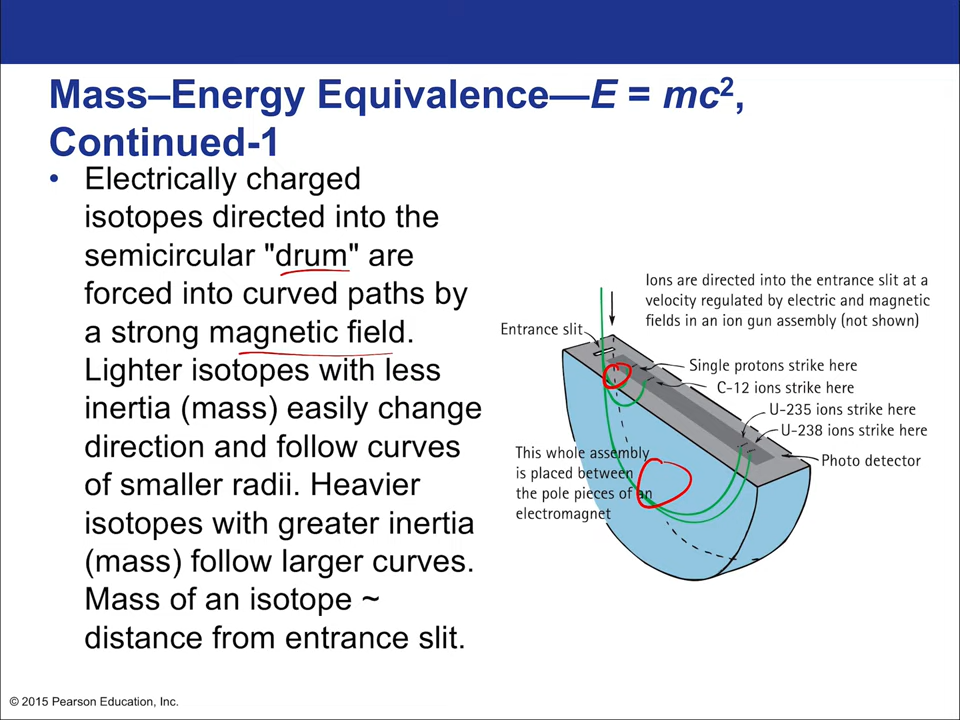 Mass–Energy Equivalence—E = mc²,
Continued-1
• Electrically charged
isotopes directed into the
semicircular "drum" are
forced into curved paths by
a strong magnetic field.
Lighter isotopes with less
inertia (mass) easily change
direction and follow curves
of smaller radii. Heavier
isotopes with greater inertia
(mass) follow larger curves.
Mass of an isotope ~
distance from entrance slit.
Ions are directed into the entrance slit at a
velocity regulated by electric and magnetic
fields in an ion gun assembly (not shown)
Entrance slit
Single protons strike here
C-12 ions strike here
U-235 ions strike here
U-238 ions strike here
Photo detector
This whole assembly
is placed between
the pole pieces of an
electromagnet
© 2015 Pearson Education, Inc.